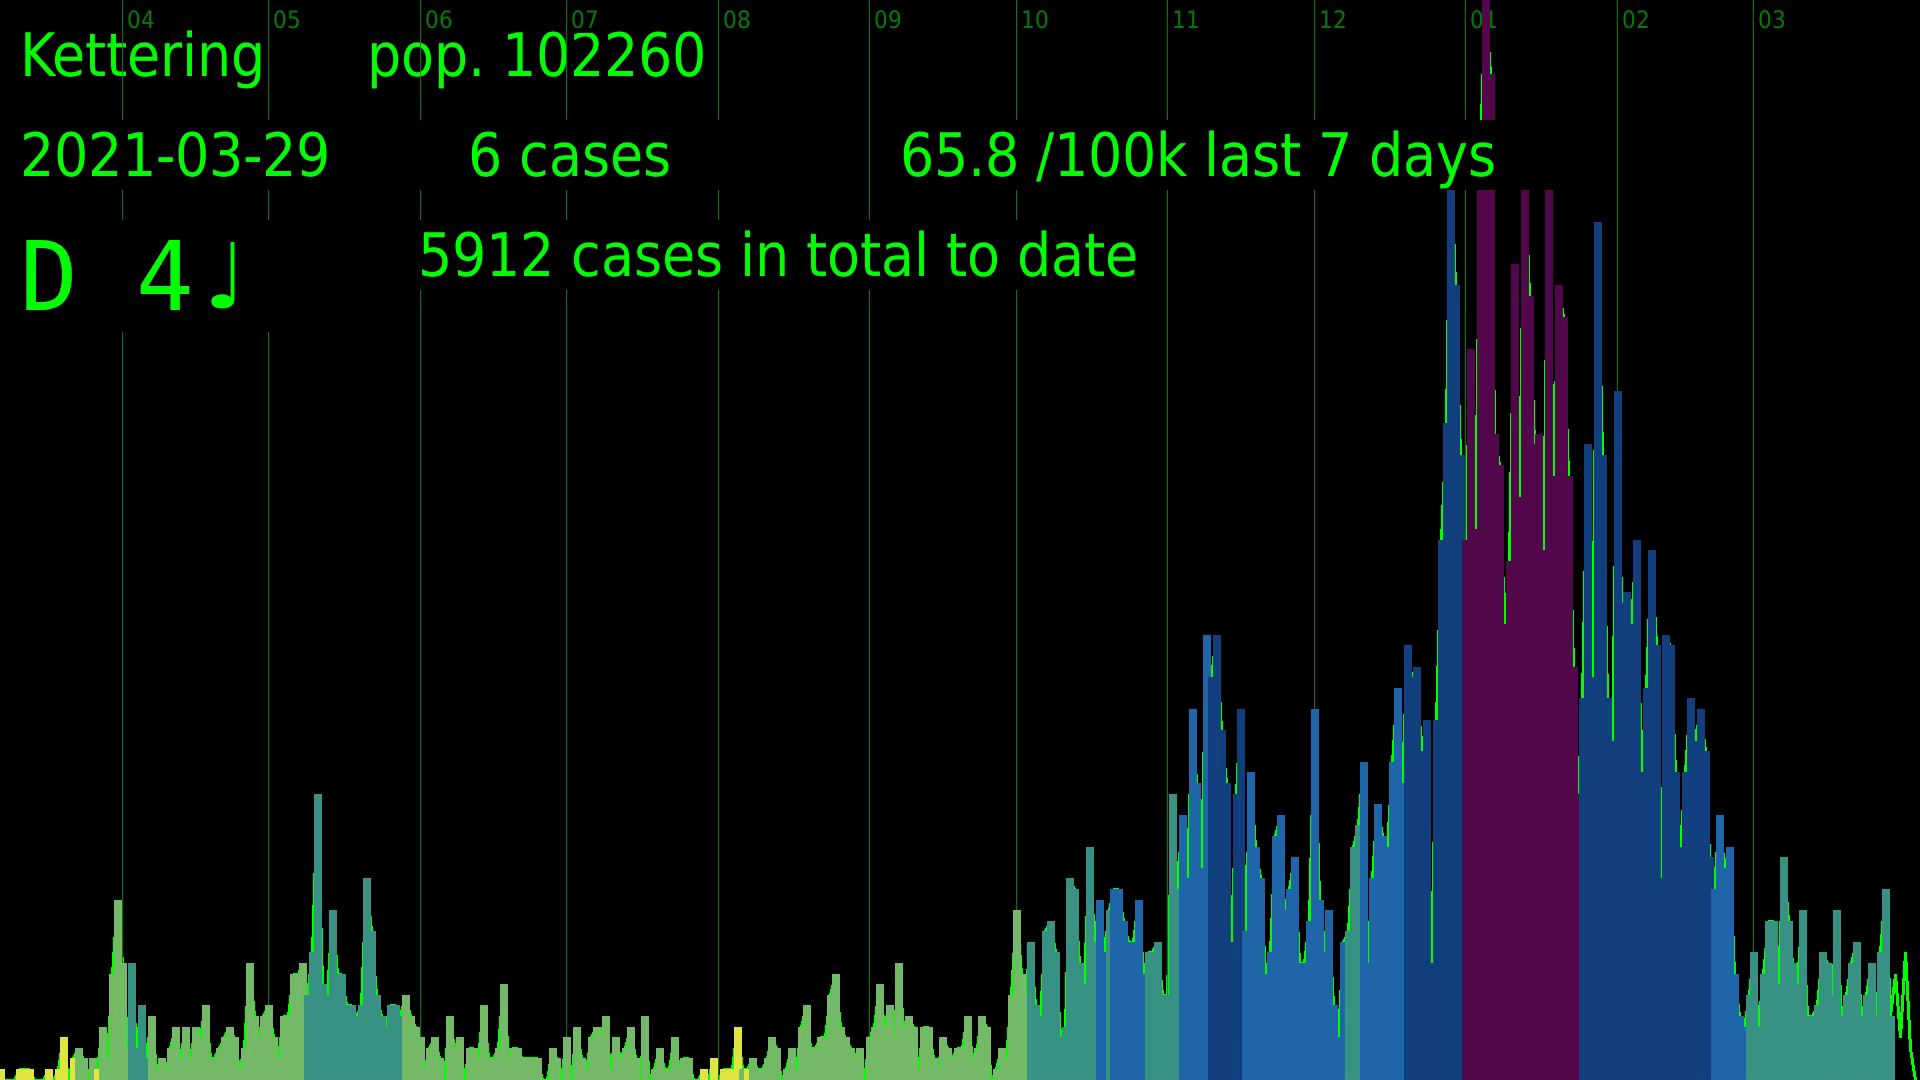 04 05 06 07 08 09 10 11 12 01 02 03
Kettering pop. 102260
2021-03-29 6 cases 65.8 /100k last 7 days
5912 cases in total to date
D 4♩